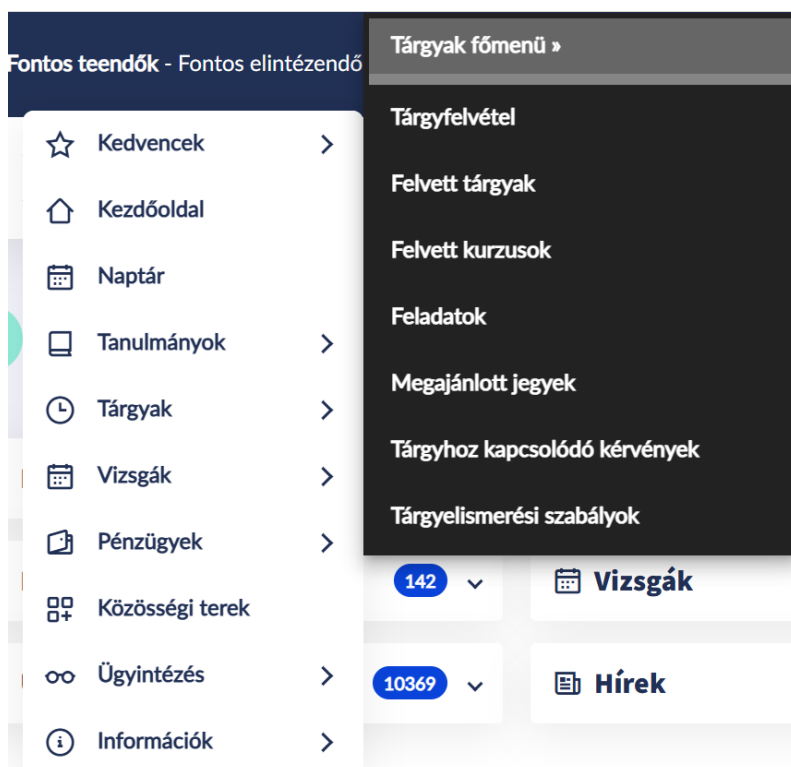 Fontos teendők - Fontos elintézendő
Kedvencek
Kezdőoldal
Naptár
Tanulmányok
Tárgyak
Vizsgák
Pénzügyek
Közösségi terek
Ügyintézés
Információk
Tárgyak főmenü »
Tárgyfelvétel
Felvett tárgyak
Felvett kurzusok
Feladatok
Megajánlott jegyek
Tárgyhoz kapcsolódó kérvények
Tárgyelismerési szabályok
142
Vizsgák
10369
Hírek